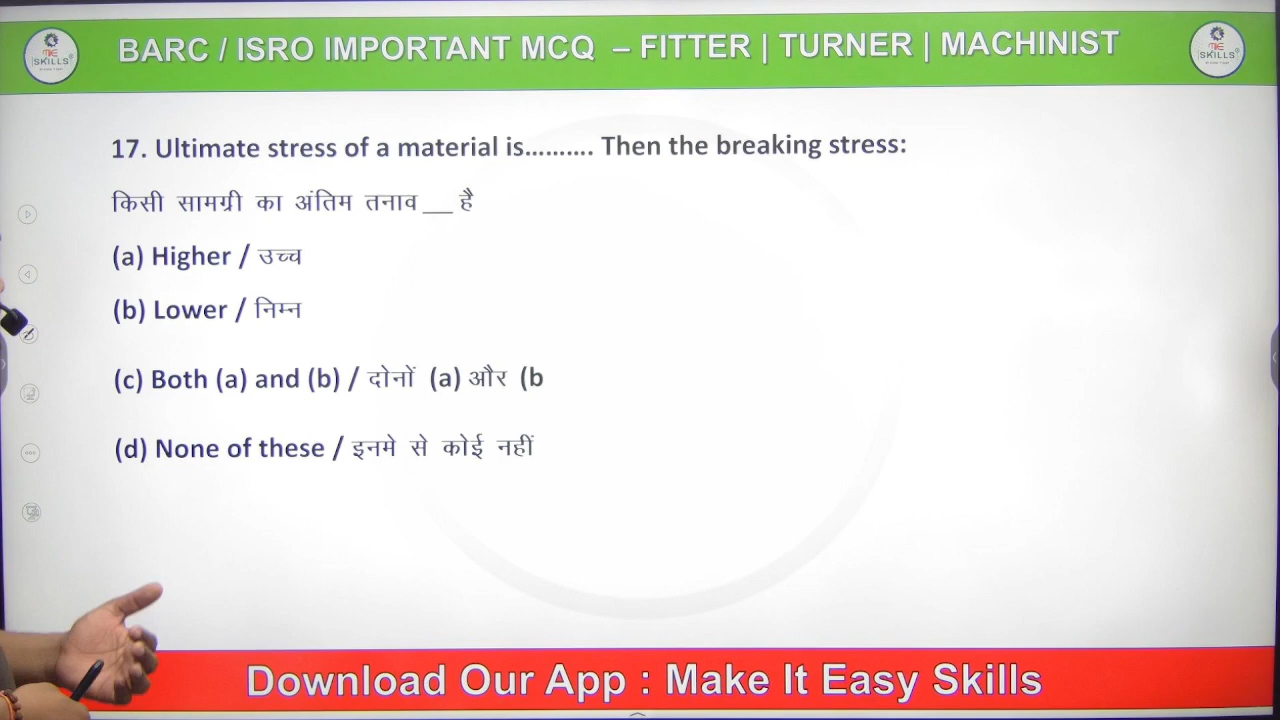 BARC / ISRO IMPORTANT MCQ – FITTER | TURNER | MACHINIST
SKILLS
SKILLS
17. Ultimate stress of a material is.......... Then the breaking stress:
किसी सामग्री का अंतिम तनाव __ है
(a) Higher / उच्च
(b) Lower / निम्न
(c) Both (a) and (b) / दोनों (a) और (b
(d) None of these / इनमे से कोई नहीं
Download Our App : Make It Easy Skills